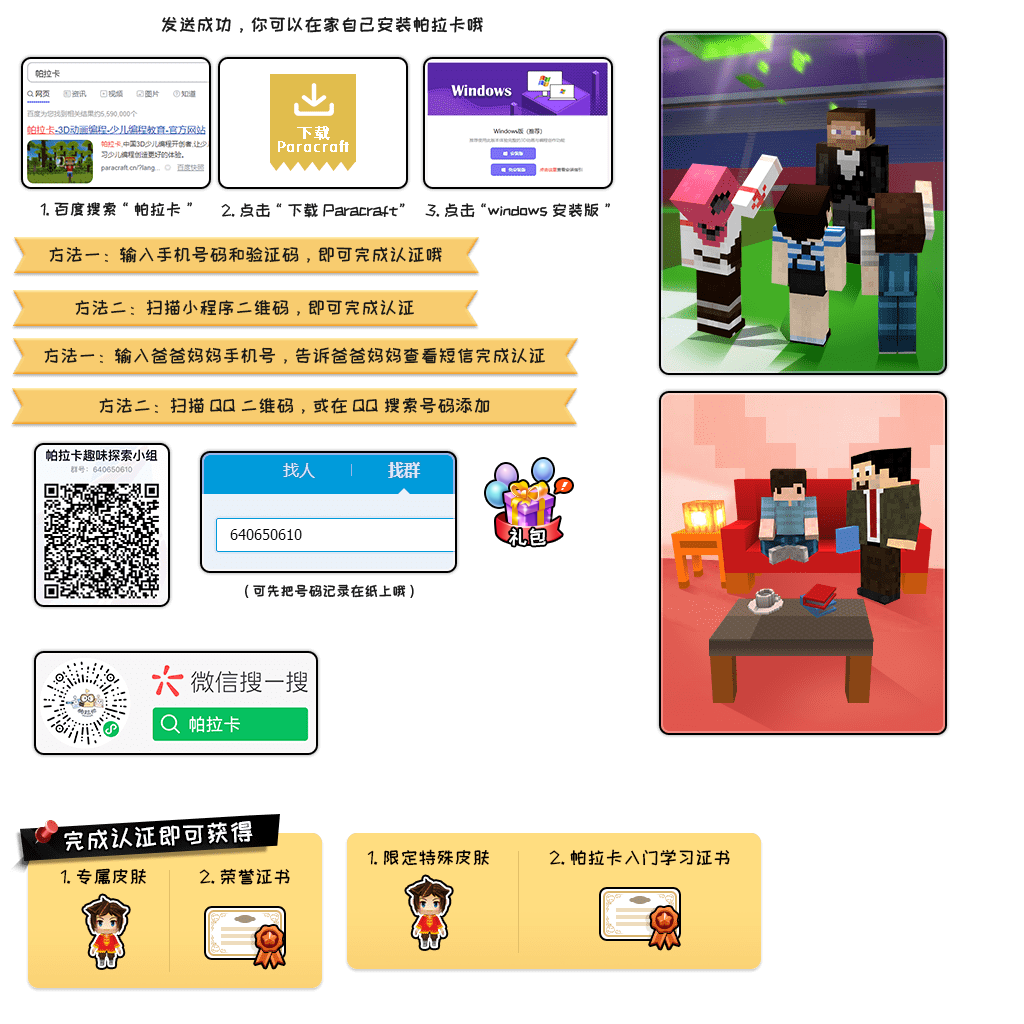 发送成功，你可以在家自己安装帕拉卡哦
帕拉卡
网页 资讯 视频 图片 知道
百度为您找到相关结果约5,590,000个
帕拉卡-3D动画编程-少儿编程教育-官方网站
帕拉卡,中国3D少儿编程开创者,让少
习少儿编程创造更好的体验。
paracraft.cn/?lang... 百度快照
下载
Paracraft
Windows
Windows版（推荐）
1.百度搜索“帕拉卡”
2.点击“下载 Paracraft”
3.点击“windows 安装版”
方法一：输入手机号码和验证码，即可完成认证哦
方法二：扫描小程序二维码，即可完成认证
方法一：输入爸爸妈妈手机号，告诉爸爸妈妈查看短信完成认证
方法二：扫描 QQ 二维码，或在 QQ 搜索号码添加
帕拉卡趣味探索小组
群号：640650610
找人 找群
640650610
（可先把号码记录在纸上哦）
礼包
微信搜一搜
帕拉卡
完成认证即可获得
1.专属皮肤
2.荣誉证书
1.限定特殊皮肤
2.帕拉卡入门学习证书